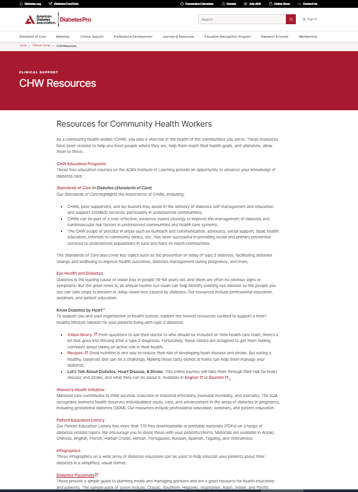 Diabetes.org
Diabetes Food Hub
Connections Calculator
Donate
Join ADA
Online Store
Contact Us
American Diabetes Association.
DiabetesPro
Search
Sign In
Standards of Care
Meetings
Clinical Support
Professional Development
Journals & Resources
Education Recognition Program
Research & Grants
Membership
Home
Clinical Center
CHW Resources
CLINICAL SUPPORT
CHW Resources
Resources for Community Health Workers
As a community health worker (CHW), you play a vital role in the health of the communities you serve. These resources
have been created to help you meet people where they are, help them reach their health goals, and ultimately, allow
them to thrive.
CHW Education Programs
These free education courses on the ADA's Institute of Learning provide an opportunity to advance your knowledge of
diabetes care.
Standards of Care in Diabetes (Standards of Care)
Our Standards of Care highlights the importance of CHWs, including:
CHWs, peer supporters, and lay leaders may assist in the delivery of diabetes self-management education
and support (DSMES) services, particularly in underserved communities.
CHWs can be part of a cost-effective, evidence-based strategy to improve the management of diabetes and
cardiovascular risk factors in underserved communities and health care systems.
The CHW scope of practice in areas such as outreach and communication, advocacy, social support, basic health
education, referrals to community clinics, etc., has been successful in providing social and primary preventive
services to underserved populations in rural and hard-to-reach communities.
The Standards of Care also cover key topics such as the prevention or delay of type 2 diabetes, facilitating behavior
change and wellbeing to improve health outcomes, diabetes management during pregnancy, and more.
Eye Health and Diabetes
Diabetes is the leading cause of vision loss in people 18–64 years old. And there are often no obvious signs or
symptoms. But the great news is, an annual routine eye exam can help identify existing eye disease so the people you
see can take steps to prevent or delay vision loss caused by diabetes. Our resources include professional education,
webinars, and patient education.
Know Diabetes by Heart™
To support you and your organization or health system, explore the newest resources curated to support a heart
healthy lifestyle tailored for your patients living with type 2 diabetes:
Video library: From questions to ask their doctor to who should be included on their health care team, there's a
lot that goes into thriving after a type 2 diagnosis. Fortunately, these videos are designed to get them feeling
confident about taking an active role in their health.
Recipes: Good nutrition is one way to reduce their risk of developing heart disease and stroke. But eating a
healthy, balanced diet can be a challenge. Making these tasty dishes at home can help them manage your
diabetes.
Let's Talk About Diabetes, Heart Disease, & Stroke: This online journey will take them through their risk for heart
disease and stroke, and what they can do about it. Available in English or Spanish.
Women's Health Initiative
Maternal care contributes to child survival, reduction in maternal infections, maternal morbidity, and mortality. The ADA
recognizes women's health deserves individualized study, care, and advancement in the areas of diabetes in pregnancy,
including gestational diabetes (GDM). Our resources include professional education, webinars, and patient education.
Patient Education Library
Our Patient Education Library has more than 375 free downloadable or printable materials (PDFs) on a range of
diabetes-related topics. We encourage you to share these with your patients/clients. Materials are available in Arabic,
Chinese, English, French, Haitian Creole, Korean, Portuguese, Russian, Spanish, Tagalog, and Vietnamese.
Infographics
These infographics on a wide array of diabetes education can be used to help educate your patients about their
diabetes in a simplified, visual format.
Diabetes Placemats
These provide a simple guide to planning meals and managing portions and are a great resource for health educators
and patients. This sample pack of seven include, Classic, Southern, Hispanic, Vegetarian, Asian, Indian, and Pacific